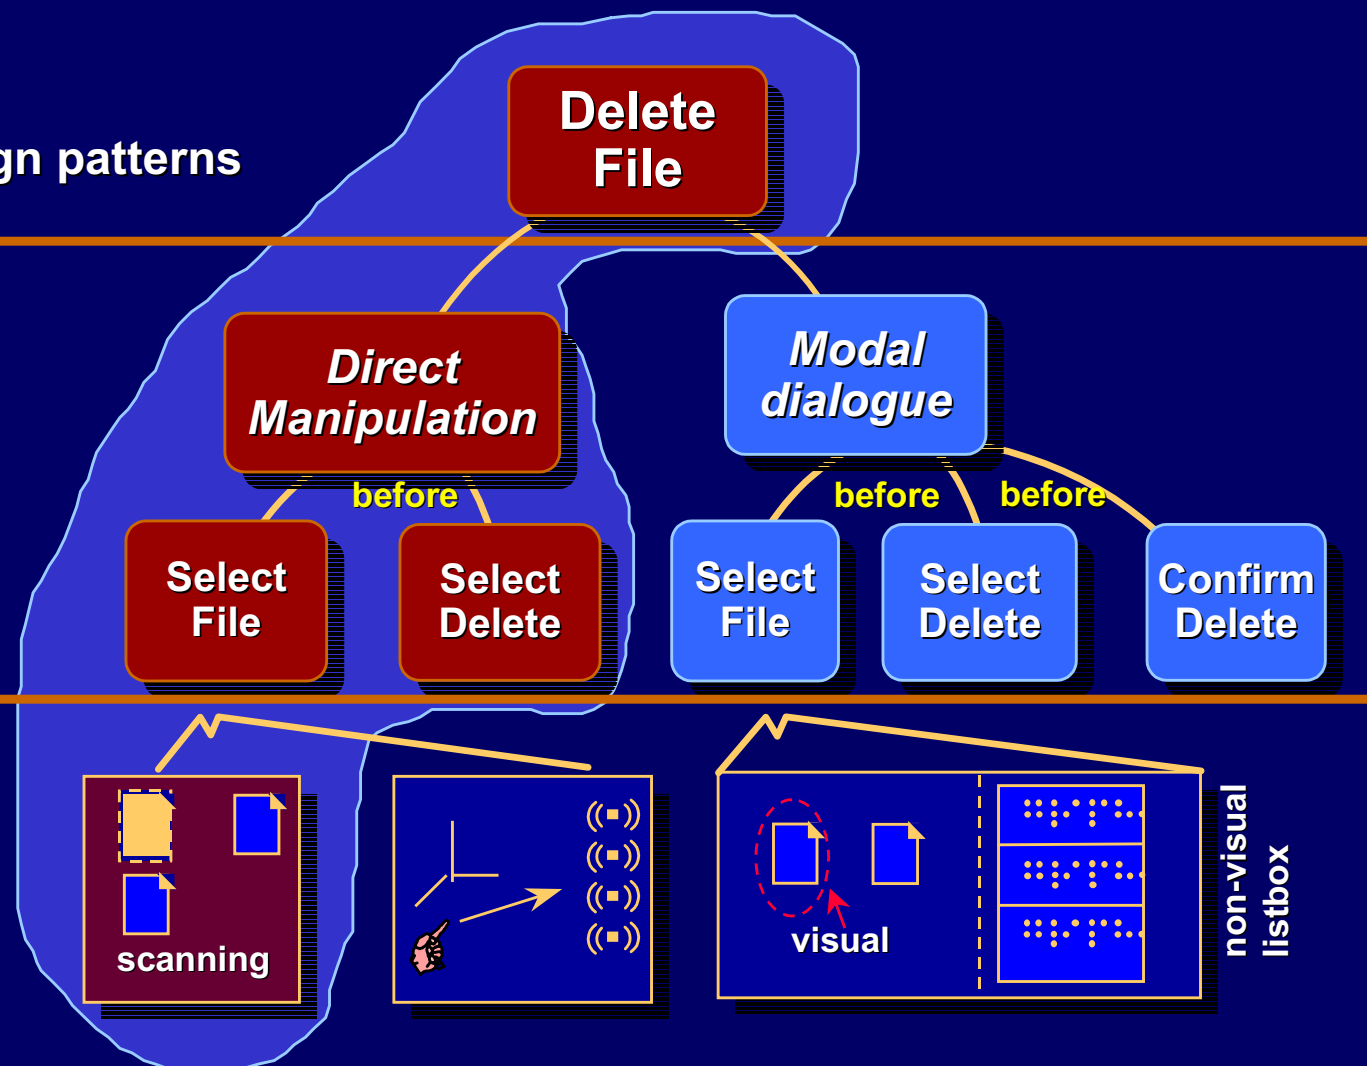 Delete
File
gn patterns
Direct
Manipulation
Modal
dialogue
before
before
before
Select
File
Select
Delete
Select
File
Select
Delete
Confirm
Delete
scanning
visual
non-visual
listbox